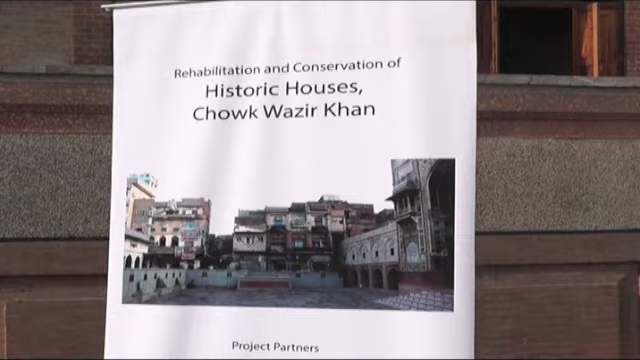 Rehabilitation and Conservation of
Historic Houses,
Chowk Wazir Khan
Project Partners